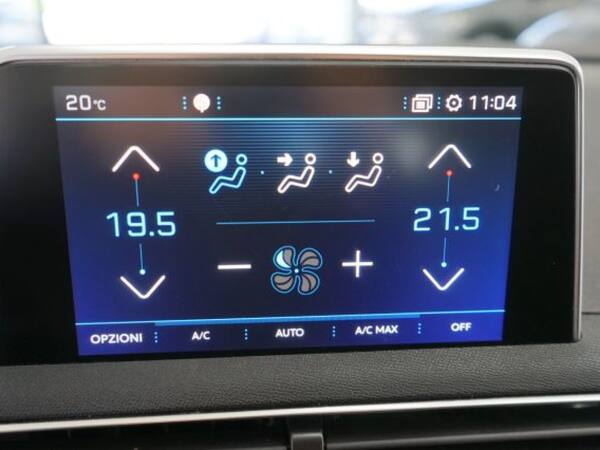 20°C 11:04
19.5 21.5
OPZIONI A/C AUTO A/C MAX OFF